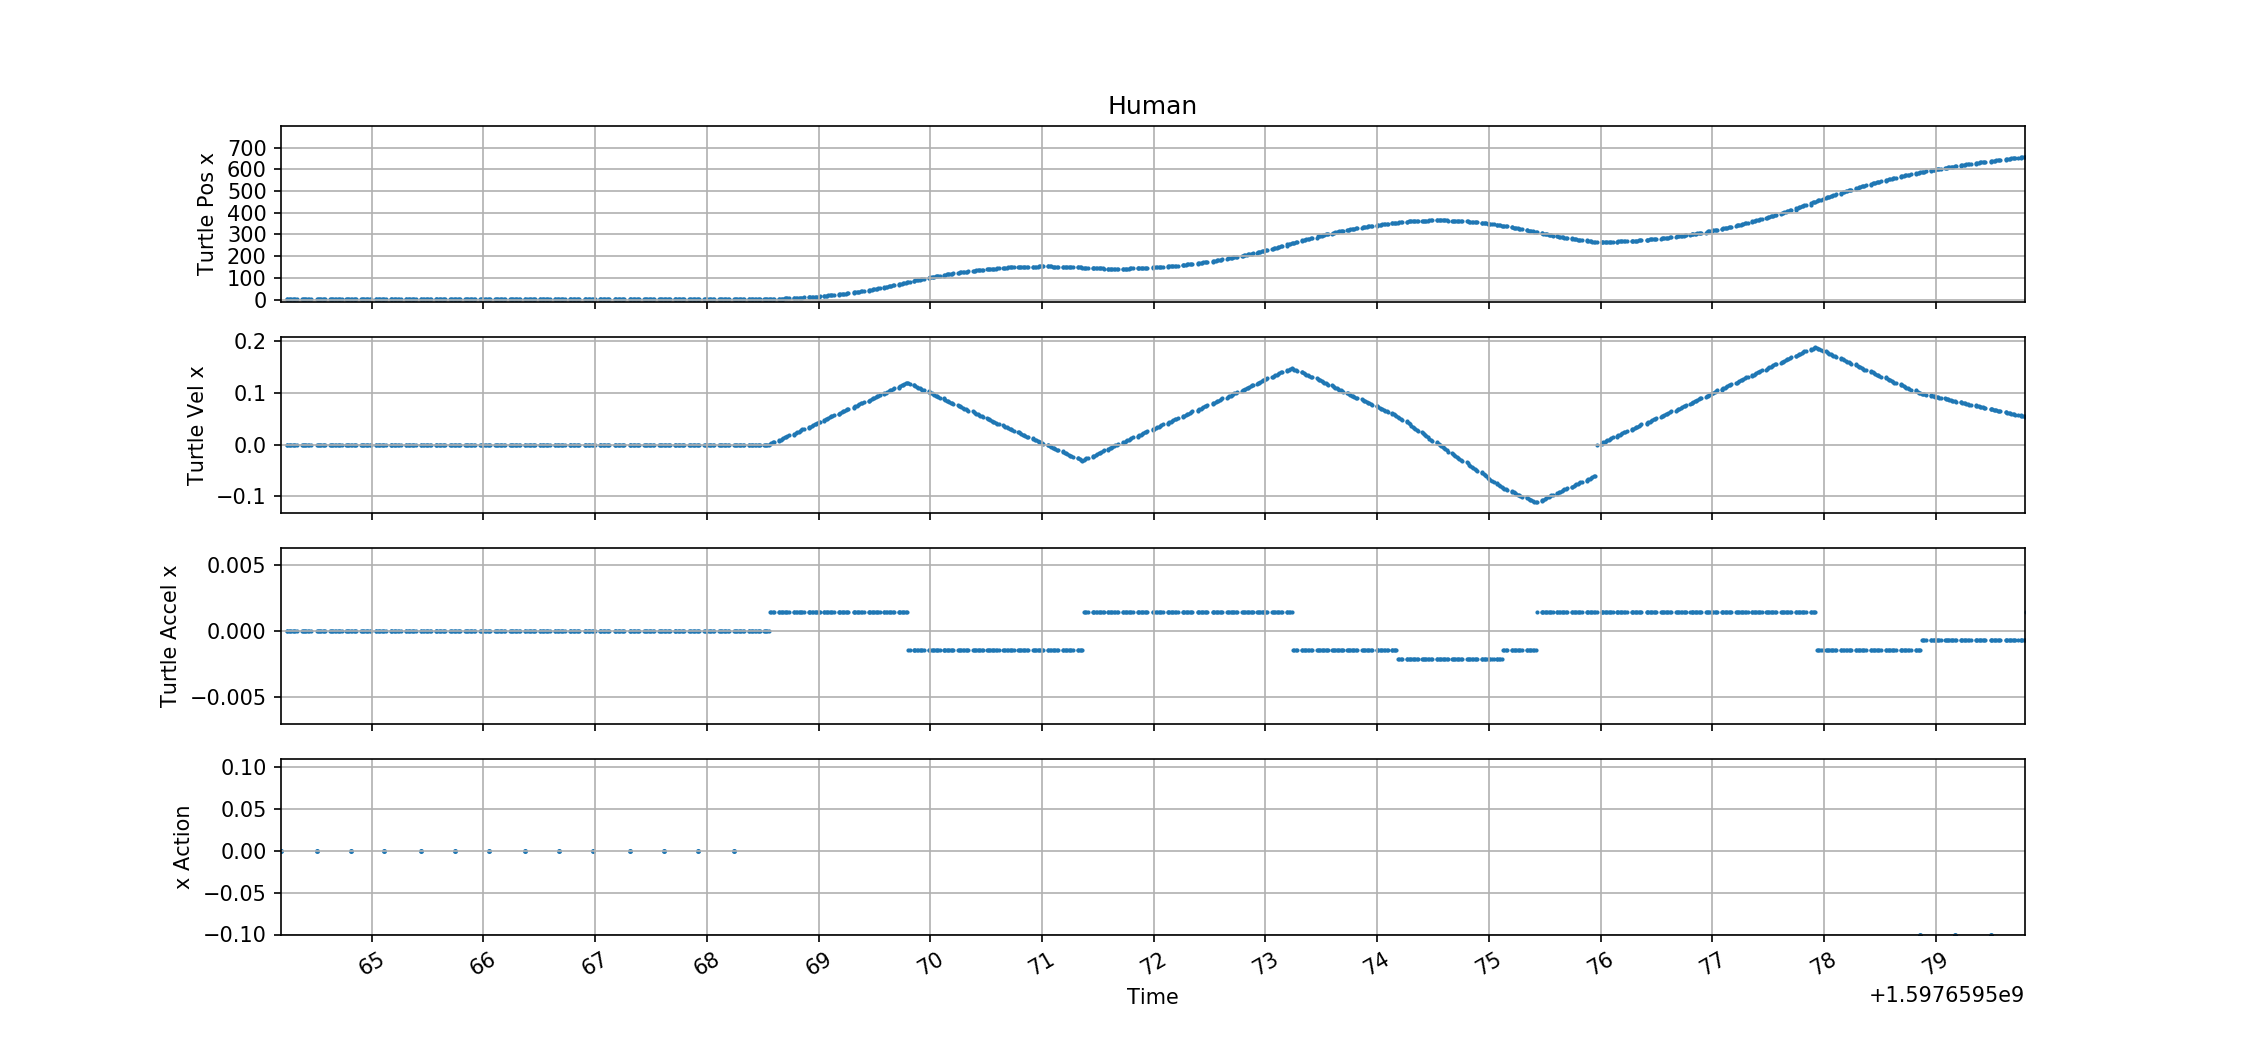 Human
Turtle Pos x
700
600
500
400
300
200
100
0
Turtle Vel x
0.2
0.1
0.0
−0.1
Turtle Accel x
0.005
0.000
−0.005
x Action
0.10
0.05
0.00
−0.05
−0.10
65 66 67 68 69 70 71 72 73 74 75 76 77 78 79
Time
+1.5976595e9